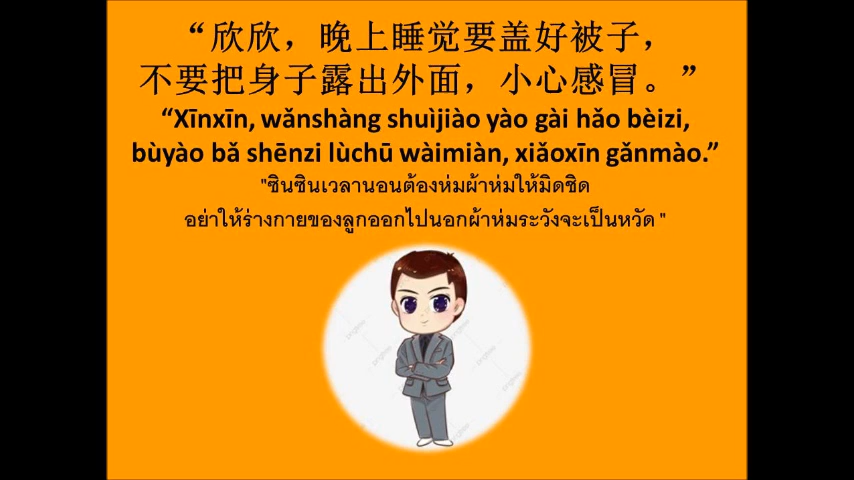 “欣欣，晚上睡觉要盖好被子，
不要把身子露出外面，小心感冒。”
“Xīnxīn, wǎnshàng shuìjiào yào gài hǎo bèizi,
bùyào bǎ shēnzi lùchū wàimiàn, xiǎoxīn gǎnmào.”
"ซินซินเวลานอนต้องห่มผ้าห่มให้มิดชิด
อย่าให้ร่างกายของลูกออกไปนอกผ้าห่มระวังจะเป็นหวัด "